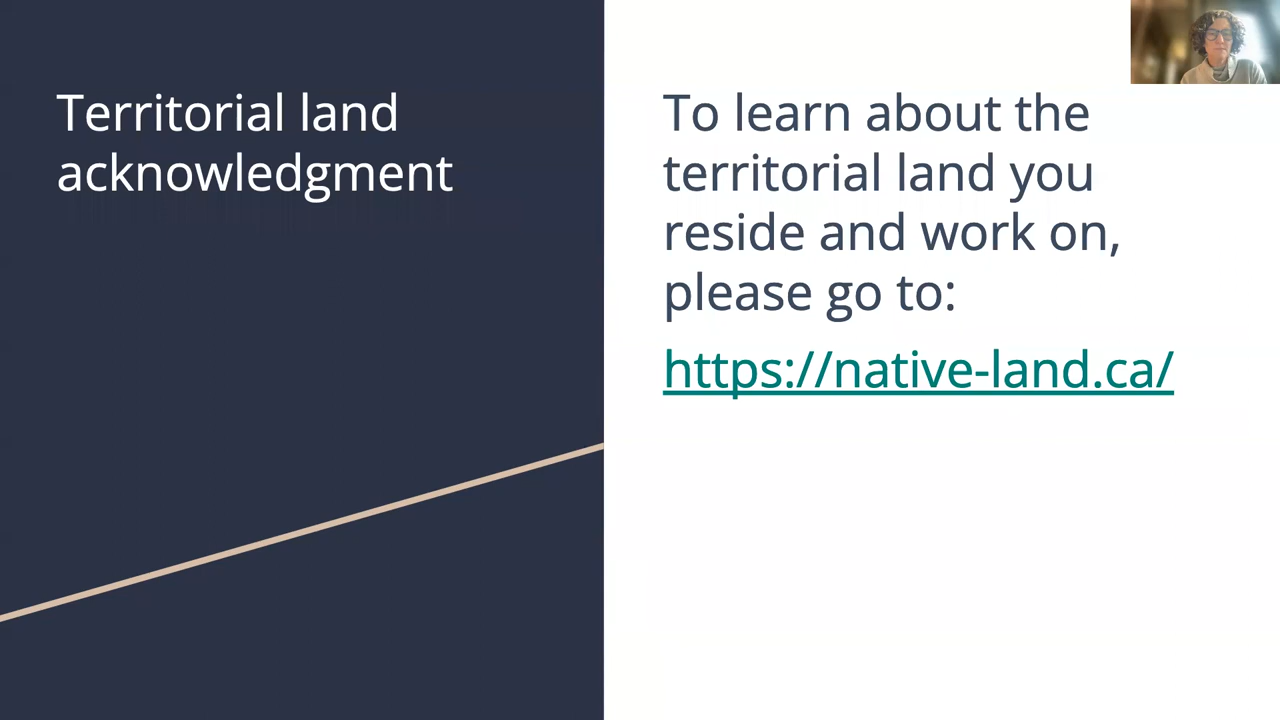 Territorial land
acknowledgment
To learn about the
territorial land you
reside and work on,
please go to:
https://native-land.ca/